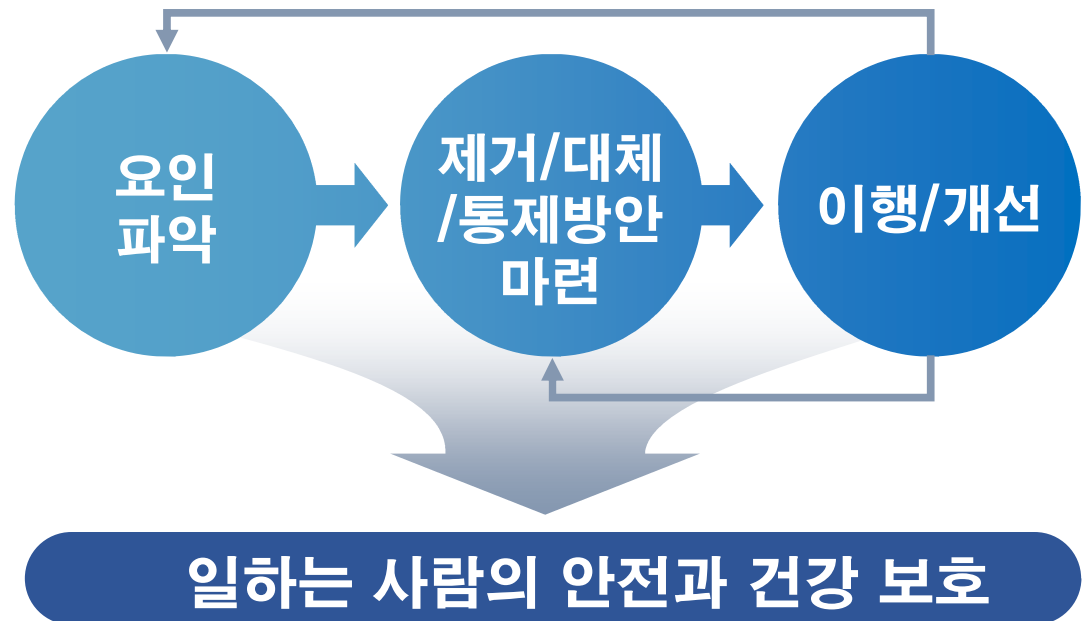 요인
파악
제거/대체
/통제방안
마련
이행/개선
일하는 사람의 안전과 건강 보호